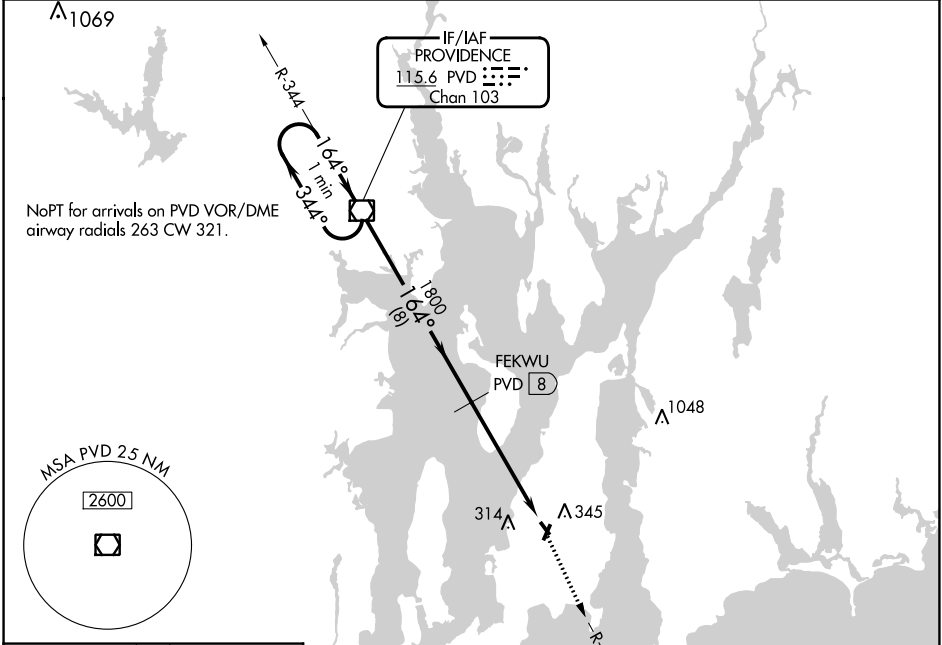 1069
IF/IAF
PROVIDENCE
115.6 PVD
Chan 103
R-344
164°
1 min
344°
NoPT for arrivals on PVD VOR/DME
airway radials 263 CW 321.
1800
164°
(8)
FEKWU
PVD 8
1048
MSA PVD 25 NM
2600
314
345
R-